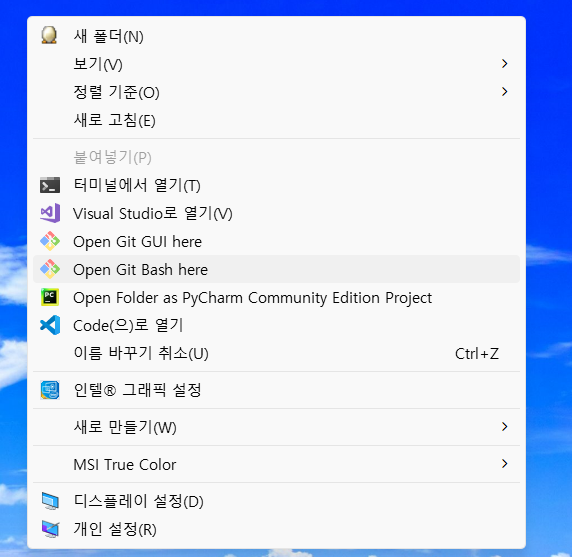 새 폴더(N)
보기(V)
정렬 기준(O)
새로 고침(E)
붙여넣기(P)
터미널에서 열기(T)
Visual Studio로 열기(V)
Open Git GUI here
Open Git Bash here
PC
Open Folder as PyCharm Community Edition Project
Code(으)로 열기
이름 바꾸기 취소(U) Ctrl+Z
인텔® 그래픽 설정
새로 만들기(W)
MSI True Color
디스플레이 설정(D)
개인 설정(R)